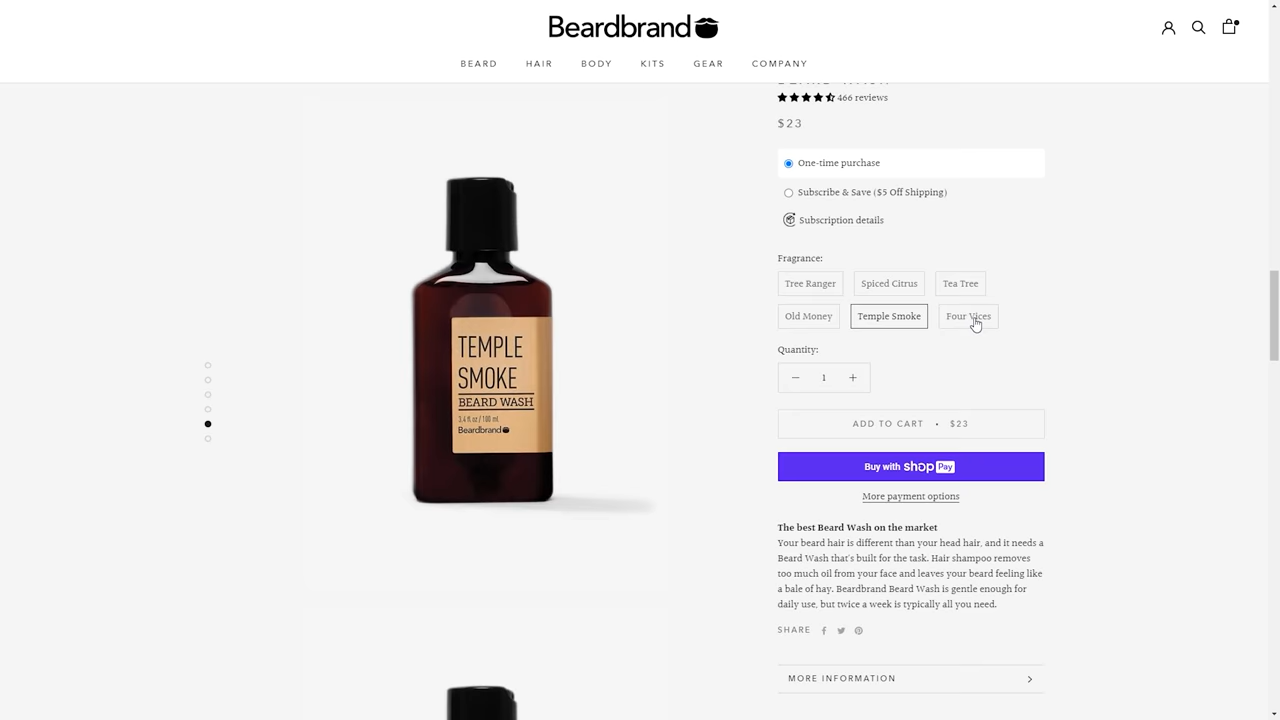 Beardbrand
BEARD HAIR BODY KITS GEAR COMPANY
466 reviews
$23
One-time purchase
Subscribe & Save ($5 Off Shipping)
Subscription details
Fragrance:
Tree Ranger Spiced Citrus Tea Tree
Old Money Temple Smoke Four Vices
Quantity:
1
ADD TO CART • $23
Buy with shop Pay
More payment options
The best Beard Wash on the market
Your beard hair is different than your head hair, and it needs a
Beard Wash that's built for the task. Hair shampoo removes
too much oil from your face and leaves your beard feeling like
a bale of hay. Beardbrand Beard Wash is gentle enough for
daily use, but twice a week is typically all you need.
SHARE
MORE INFORMATION
TEMPLE
SMOKE
BEARD WASH
3.4 fl oz / 100 ml
Beardbrand